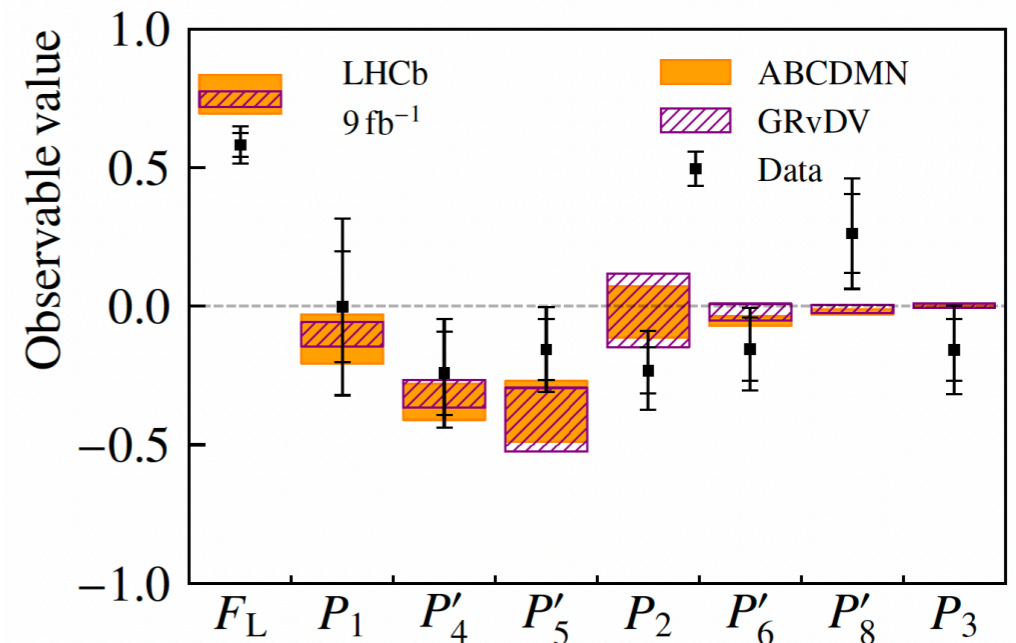 Observable value
1.0
0.5
0.0
−0.5
−1.0
LHCb
9 fb⁻¹
ABCDMN
GRvDV
Data
F_L P_1 P′_4 P′_5 P_2 P′_6 P′_8 P_3